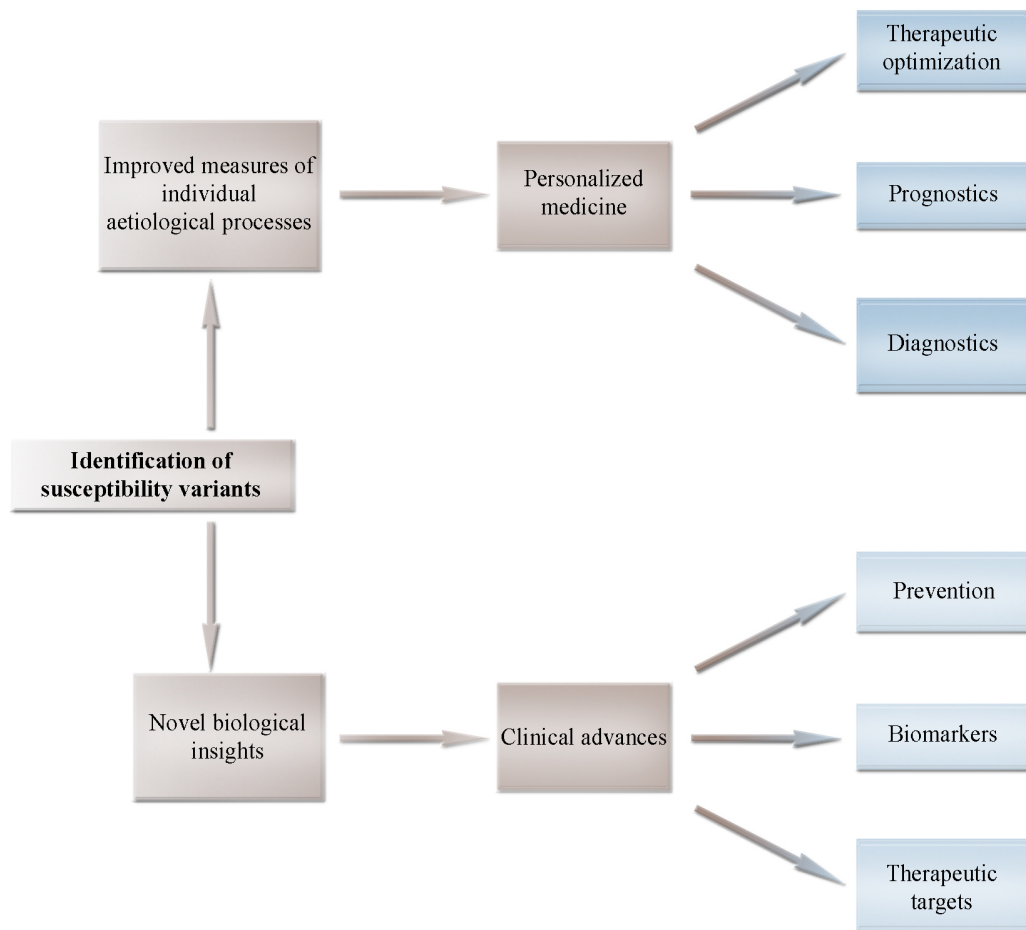 Therapeutic
optimization
Improved measures of
individual
aetiological processes
Personalized
medicine
Prognostics
Diagnostics
Identification of
susceptibility variants
Prevention
Novel biological
insights
Clinical advances
Biomarkers
Therapeutic
targets